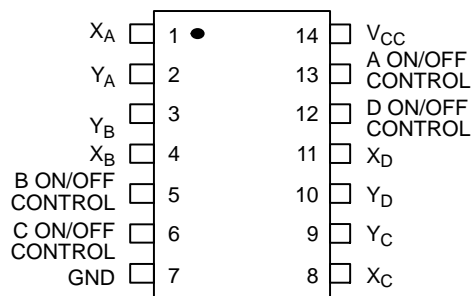 XA 1 14 VCC
YA 2 13 A ON/OFF CONTROL
YB 3 12 D ON/OFF CONTROL
XB 4 11 XD
B ON/OFF CONTROL 5 10 YD
C ON/OFF CONTROL 6 9 YC
GND 7 8 XC